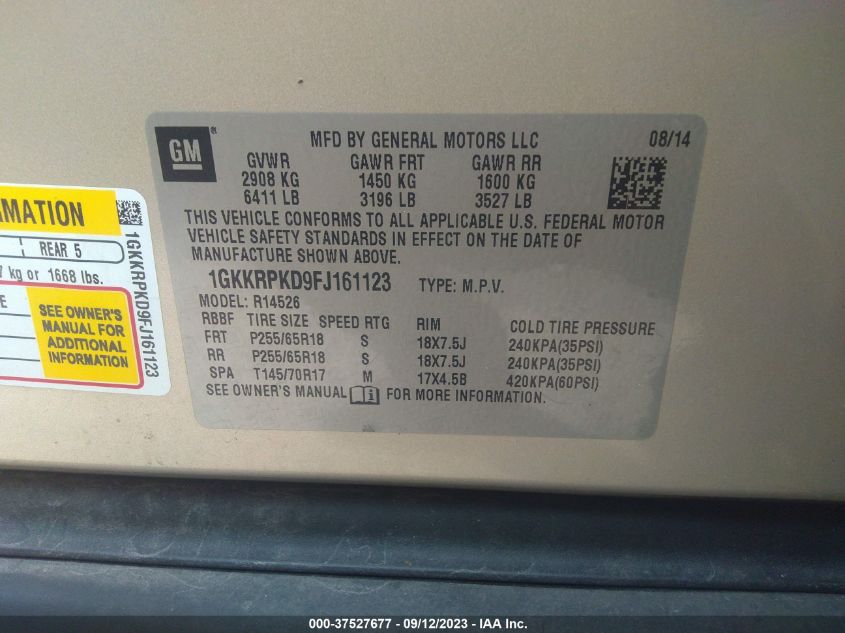 GM®
MFD BY GENERAL MOTORS LLC 08/14
GVWR GAWR FRT GAWR RR
2908 KG 1450 KG 1600 KG
6411 LB 3196 LB 3527 LB
THIS VEHICLE CONFORMS TO ALL APPLICABLE U.S. FEDERAL MOTOR
VEHICLE SAFETY STANDARDS IN EFFECT ON THE DATE OF
MANUFACTURE SHOWN ABOVE.
1GKKRPKD9FJ161123 TYPE: M.P.V.
MODEL: R14526
RBBF TIRE SIZE SPEED RTG RIM COLD TIRE PRESSURE
FRT P255/65R18 S 18X7.5J 240KPA(35PSI)
RR P255/65R18 S 18X7.5J 240KPA(35PSI)
SPA T145/70R17 M 17X4.5B 420KPA(60PSI)
SEE OWNER'S MANUAL FOR MORE INFORMATION.
REAR 5
kg or 1668 lbs.
SEE OWNER'S
MANUAL FOR
ADDITIONAL
INFORMATION
1GKKRPKD9FJ161123
000-37527677 - 09/12/2023 - IAA Inc.